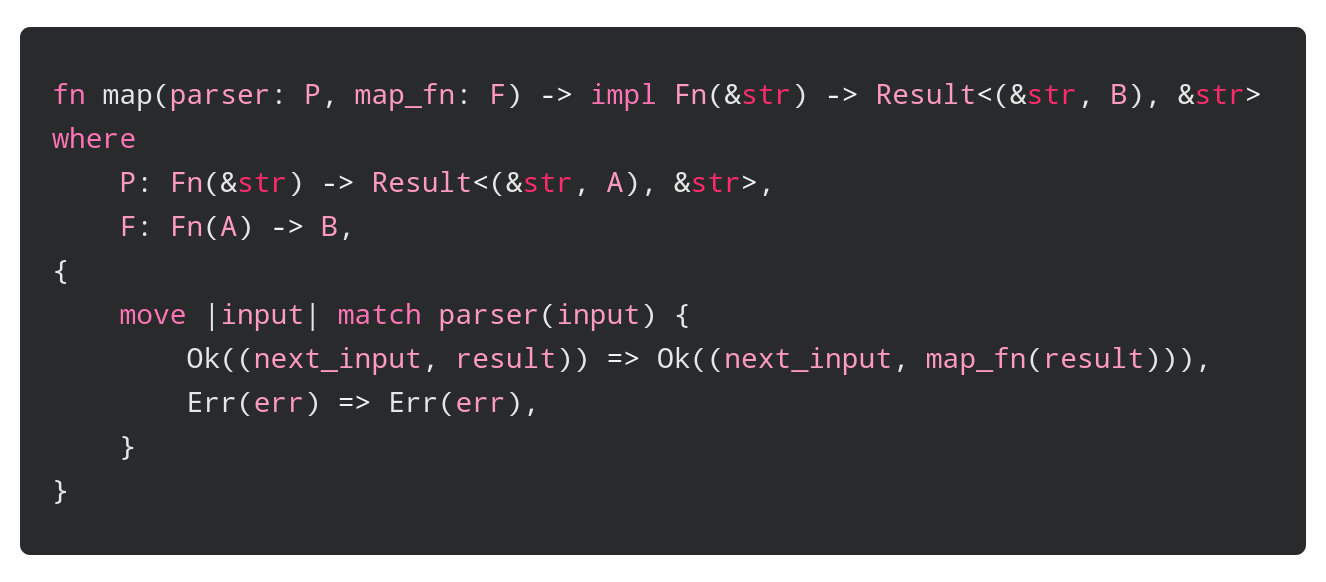 fn map(parser: P, map_fn: F) -> impl Fn(&str) -> Result<(&str, B), &str>
where
    P: Fn(&str) -> Result<(&str, A), &str>,
    F: Fn(A) -> B,
{
    move |input| match parser(input) {
        Ok((next_input, result)) => Ok((next_input, map_fn(result))),
        Err(err) => Err(err),
    }
}